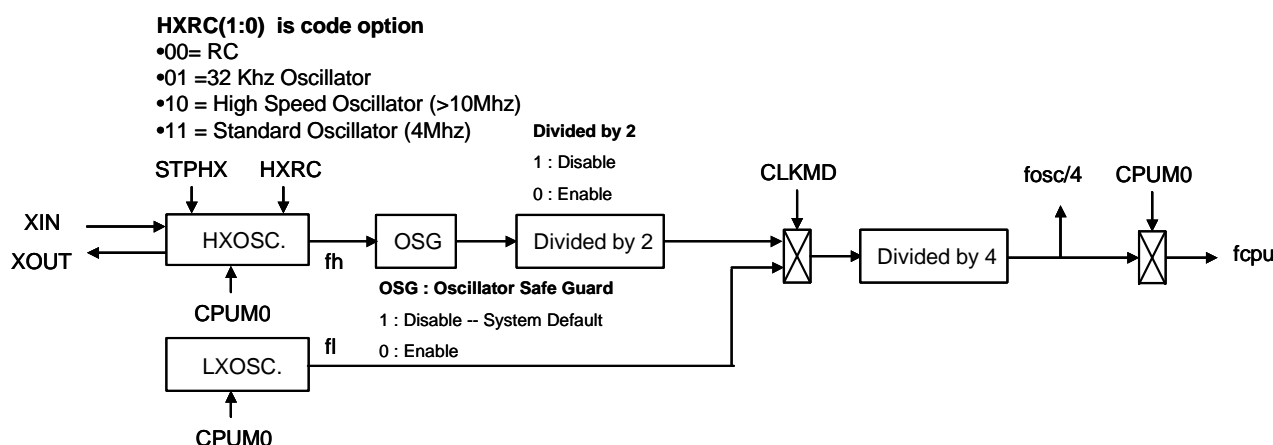 HXRC(1:0) is code option
•00= RC
•01 =32 Khz Oscillator
•10 = High Speed Oscillator (>10Mhz)
•11 = Standard Oscillator (4Mhz)
Divided by 2
1 : Disable
0 : Enable
STPHX
HXRC
CLKMD
fosc/4
CPUM0
XIN
XOUT
HXOSC.
fh
OSG
Divided by 2
Divided by 4
fcpu
CPUM0
OSG : Oscillator Safe Guard
1 : Disable -- System Default
0 : Enable
LXOSC.
fl
CPUM0